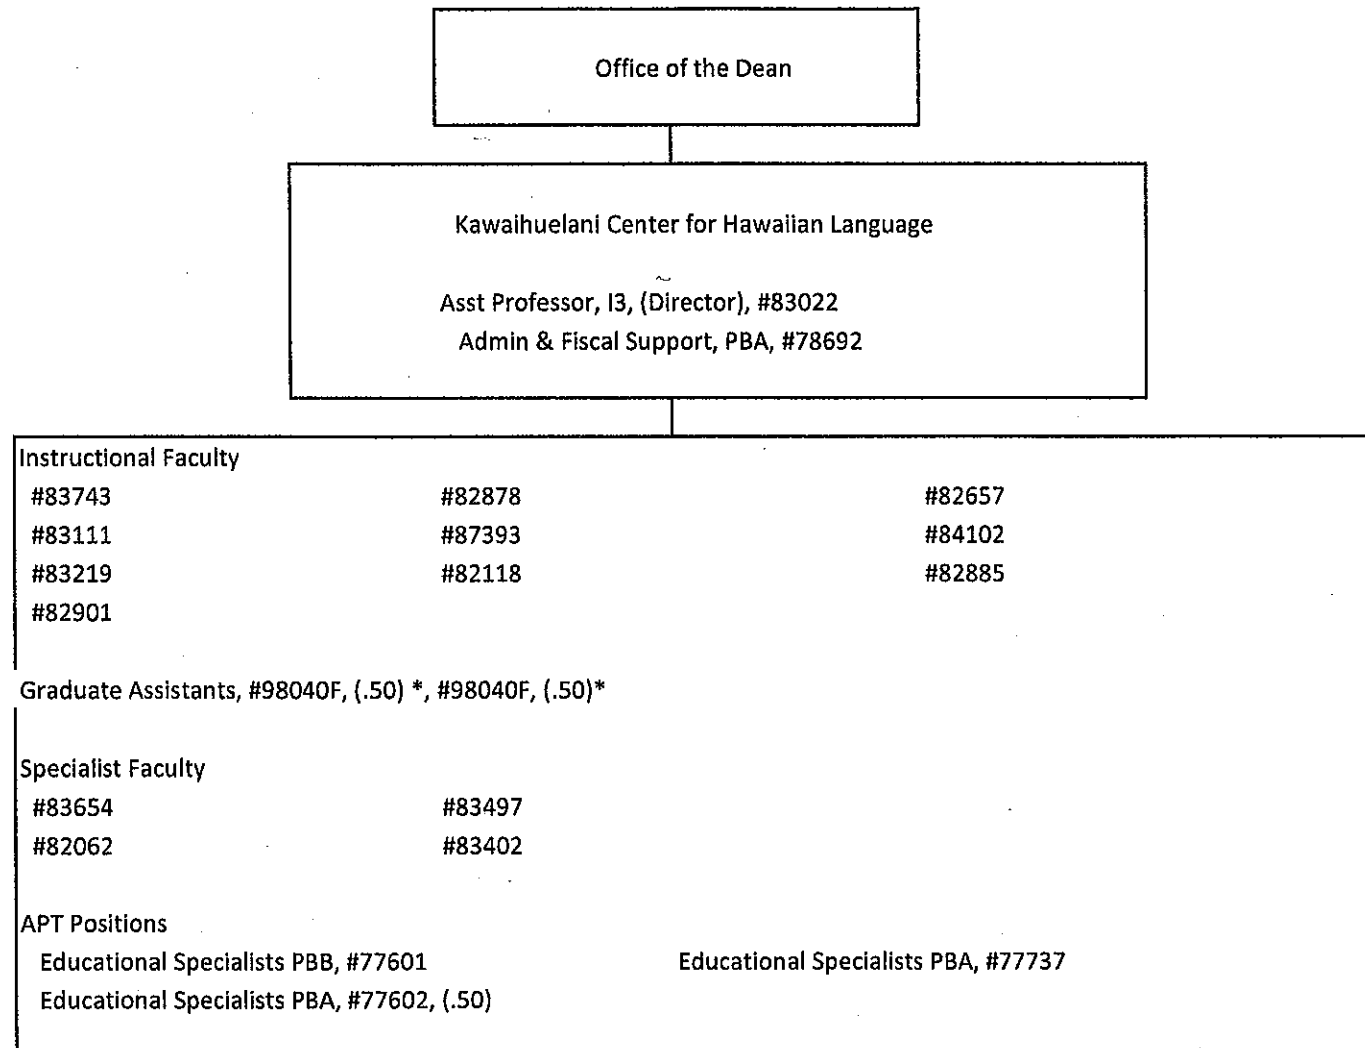 Office of the Dean
Kawaihuelani Center for Hawaiian Language
Asst Professor, I3, (Director), #83022
Admin & Fiscal Support, PBA, #78692
Instructional Faculty
#83743 #82878 #82657
#83111 #87393 #84102
#83219 #82118 #82885
#82901
Graduate Assistants, #98040F, (.50) *, #98040F, (.50)*
Specialist Faculty
#83654 #83497
#82062 #83402
APT Positions
Educational Specialists PBB, #77601 Educational Specialists PBA, #77737
Educational Specialists PBA, #77602, (.50)